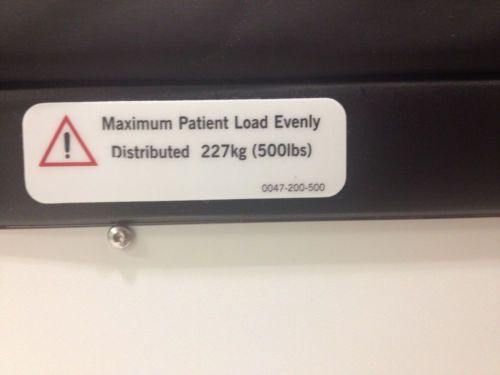 Maximum Patient Load Evenly
Distributed 227kg (500lbs)
0047-200-500